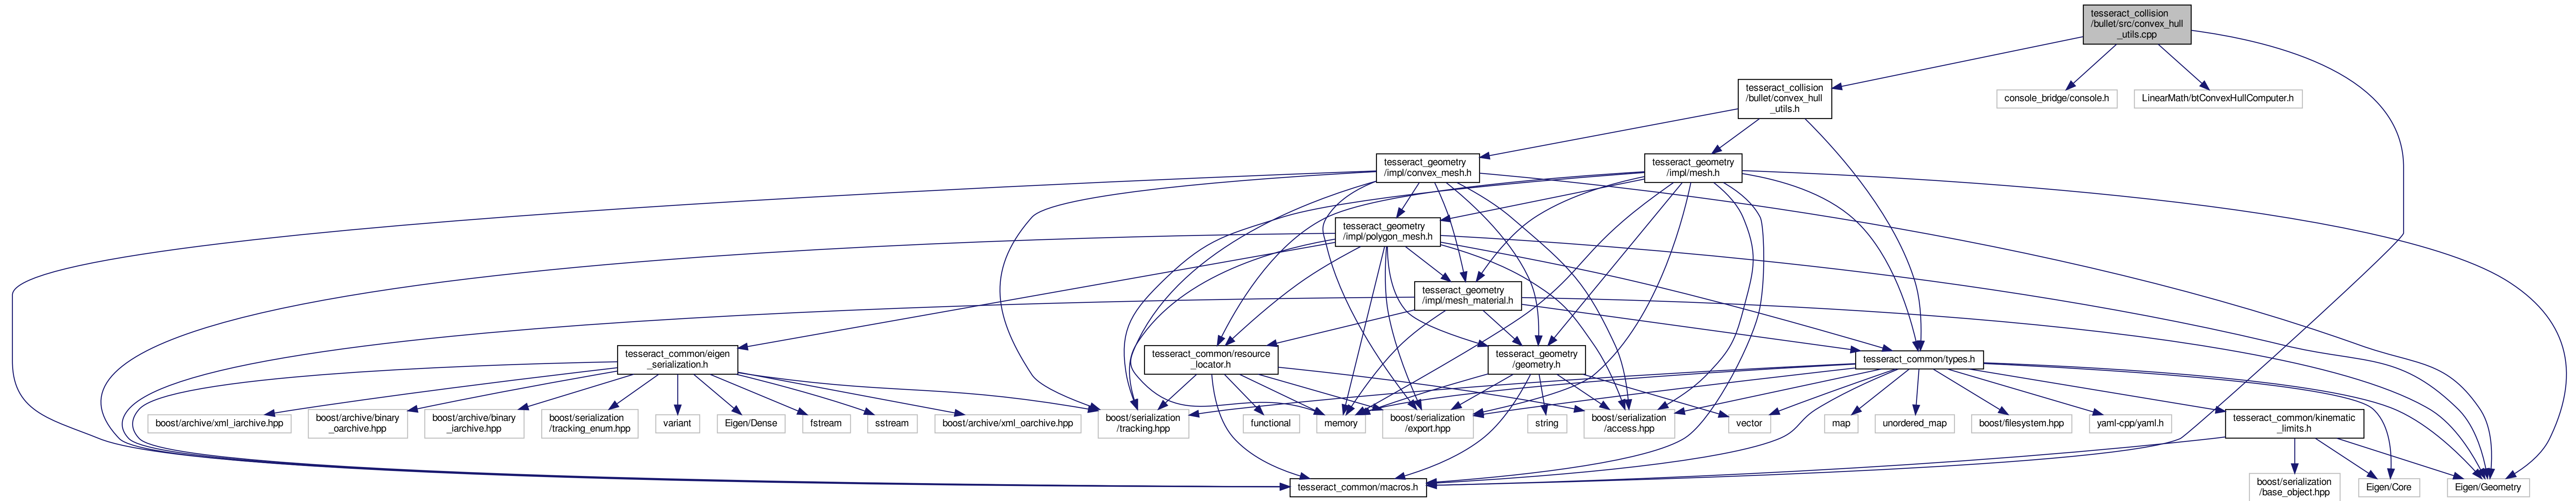 tesseract_collision
/bullet/src/convex_hull
_utils.cpp
tesseract_collision
/bullet/convex_hull
_utils.h
console_bridge/console.h
LinearMath/btConvexHullComputer.h
tesseract_geometry
/impl/convex_mesh.h
tesseract_geometry
/impl/mesh.h
tesseract_geometry
/impl/polygon_mesh.h
tesseract_geometry
/impl/mesh_material.h
tesseract_common/eigen
_serialization.h
tesseract_common/resource
_locator.h
tesseract_geometry
/geometry.h
tesseract_common/types.h
boost/archive/xml_iarchive.hpp
boost/archive/binary
_oarchive.hpp
boost/archive/binary
_iarchive.hpp
boost/serialization
/tracking_enum.hpp
variant
Eigen/Dense
fstream
sstream
boost/archive/xml_oarchive.hpp
boost/serialization
/tracking.hpp
functional
memory
boost/serialization
/export.hpp
string
boost/serialization
/access.hpp
vector
map
unordered_map
boost/filesystem.hpp
yaml-cpp/yaml.h
tesseract_common/kinematic
_limits.h
tesseract_common/macros.h
boost/serialization
/base_object.hpp
Eigen/Core
Eigen/Geometry